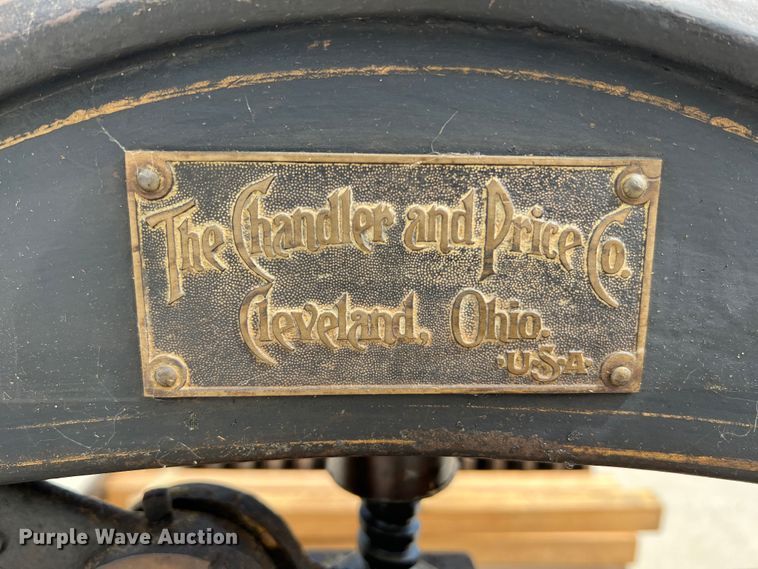 The Chandler and Price Co.
Cleveland, Ohio.
·U·S·A·
Purple Wave Auction®